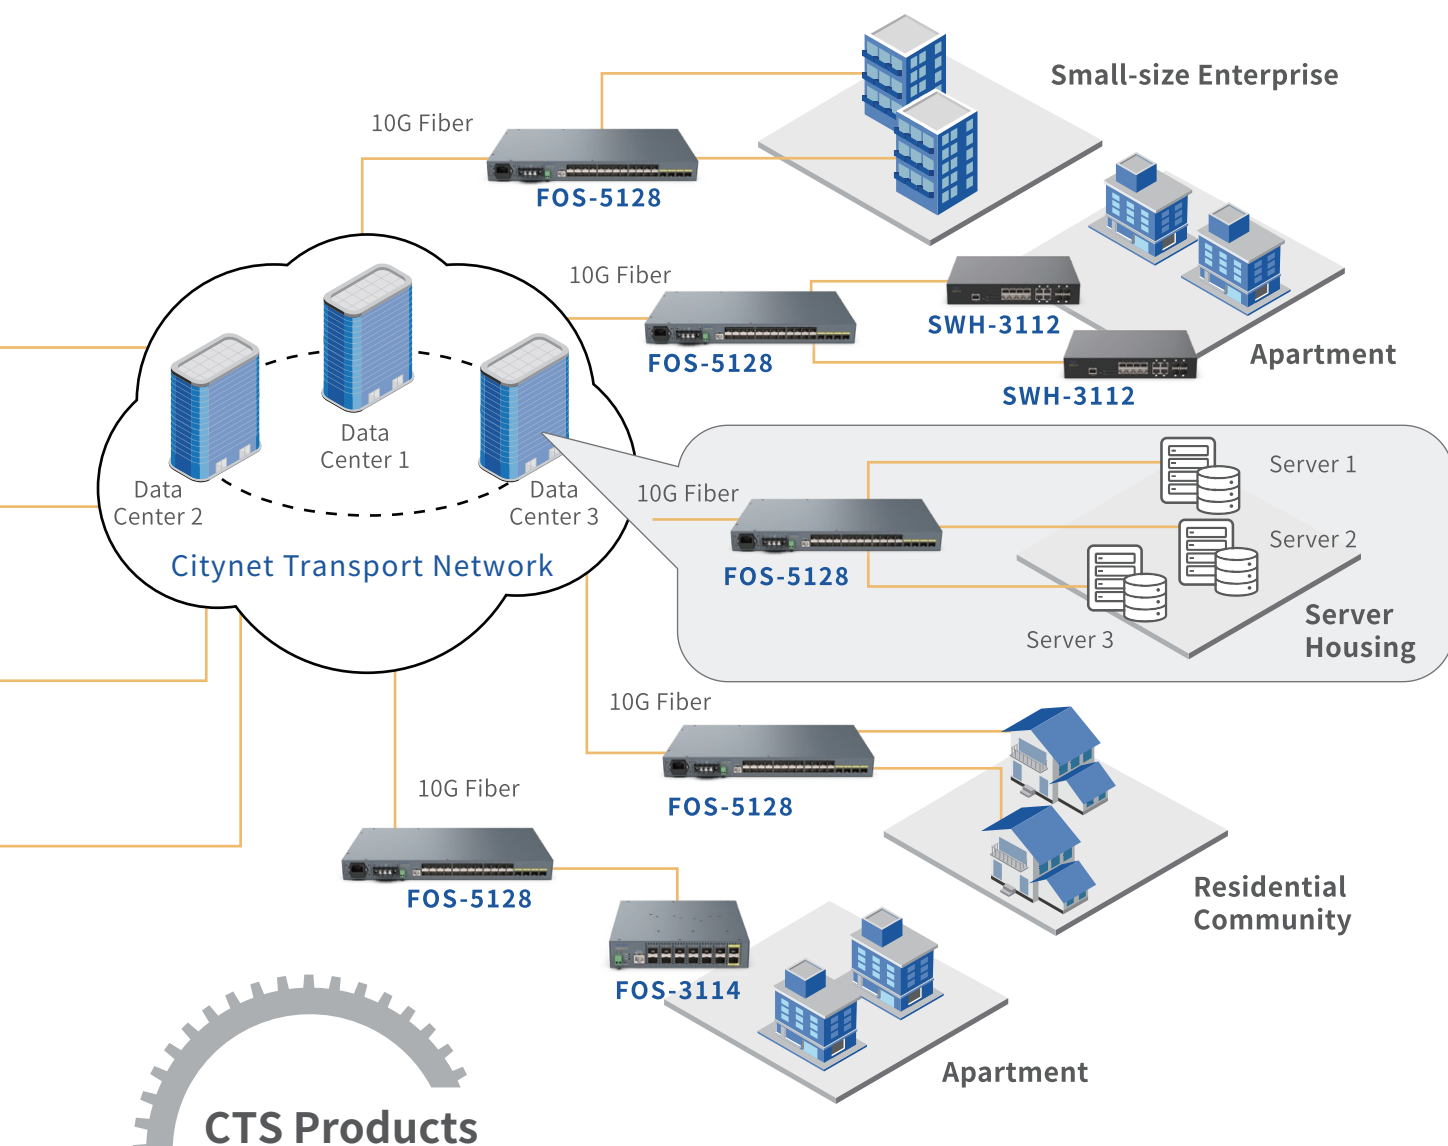 Small-size Enterprise
10G Fiber
FOS-5128
10G Fiber
SWH-3112
FOS-5128
Apartment
SWH-3112
Data
Center 1
Data
Center 2
Data
Center 3
Citynet Transport Network
10G Fiber
FOS-5128
Server 1
Server 2
Server 3
Server
Housing
10G Fiber
FOS-5128
Residential
Community
10G Fiber
FOS-5128
FOS-3114
Apartment
CTS Products